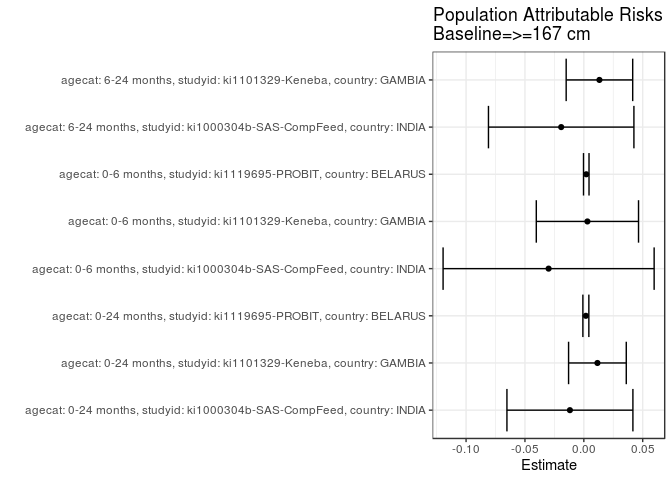 Population Attributable Risks
Baseline=>=167 cm
agecat: 6-24 months, studyid: ki1101329-Keneba, country: GAMBIA
agecat: 6-24 months, studyid: ki1000304b-SAS-CompFeed, country: INDIA
agecat: 0-6 months, studyid: ki1119695-PROBIT, country: BELARUS
agecat: 0-6 months, studyid: ki1101329-Keneba, country: GAMBIA
agecat: 0-6 months, studyid: ki1000304b-SAS-CompFeed, country: INDIA
agecat: 0-24 months, studyid: ki1119695-PROBIT, country: BELARUS
agecat: 0-24 months, studyid: ki1101329-Keneba, country: GAMBIA
agecat: 0-24 months, studyid: ki1000304b-SAS-CompFeed, country: INDIA
-0.10 -0.05 0.00 0.05
Estimate